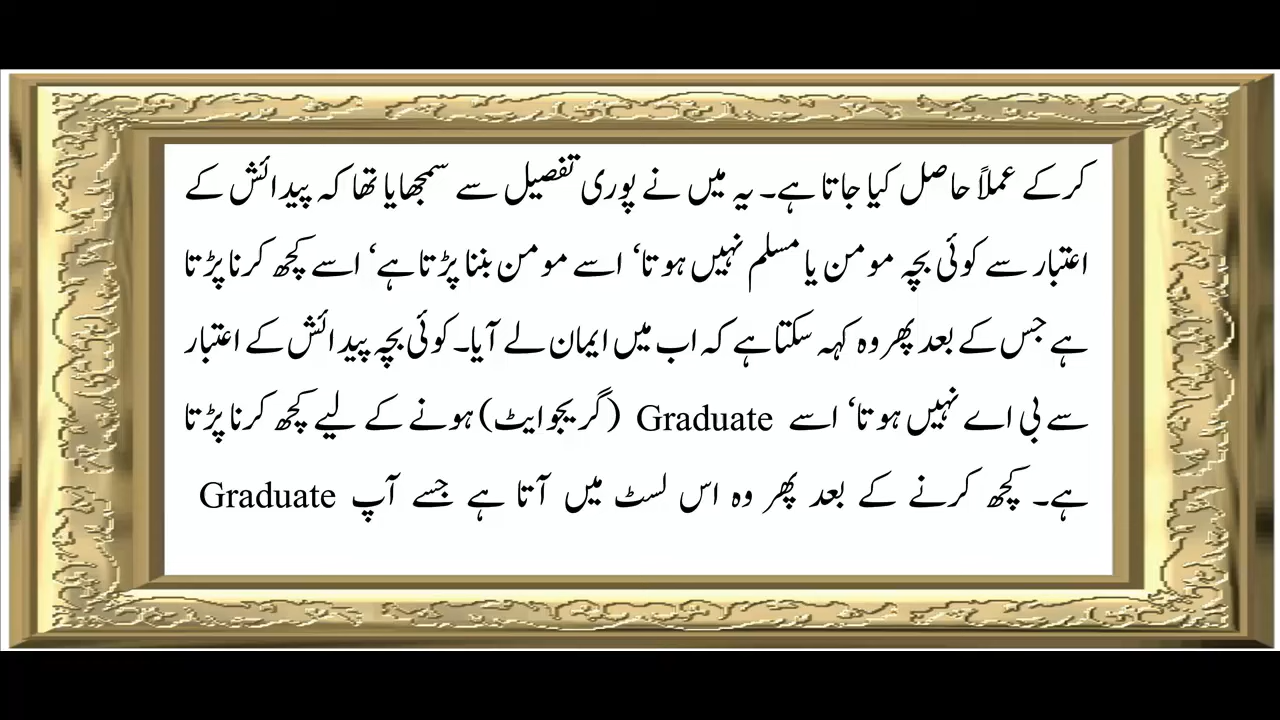 کرکے عملاً حاصل کیا جاتا ہے۔ یہ میں نے پوری تفصیل سے سمجھایا تھا کہ پیدائش کے
اعتبار سے کوئی بچہ مومن یا مسلم نہیں ہوتا‘ اسے مومن بننا پڑتا ہے‘ اسے کچھ کرنا پڑتا
ہے جس کے بعد پھر وہ کہہ سکتا ہے کہ اب میں ایمان لے آیا۔ کوئی بچہ پیدائش کے اعتبار
سے بی اے نہیں ہوتا‘ اسے Graduate (گریجوایٹ) ہونے کے لیے کچھ کرنا پڑتا
ہے۔ کچھ کرنے کے بعد پھر وہ اس لسٹ میں آتا ہے جسے آپ Graduate